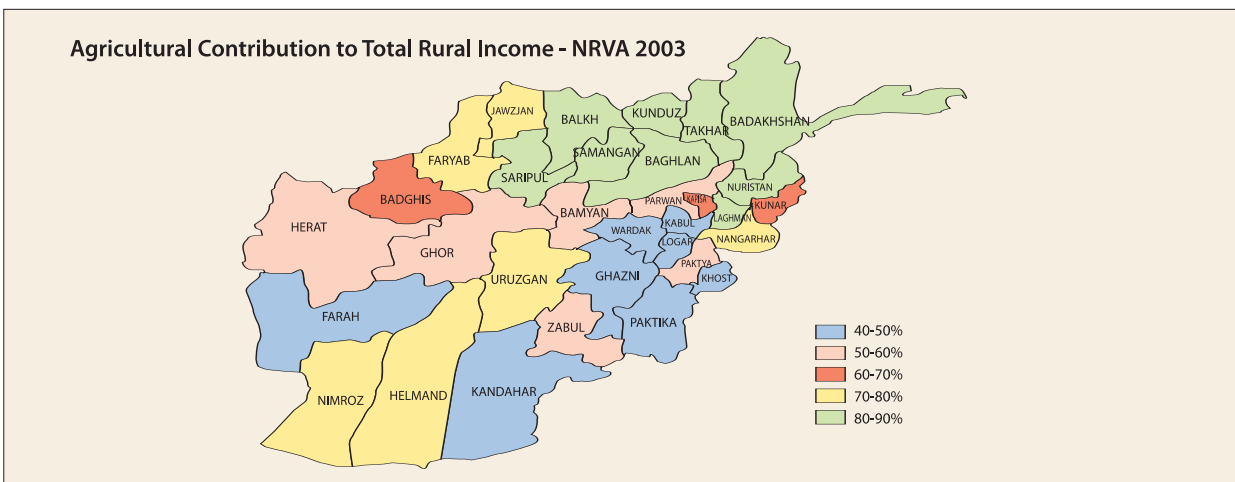 Agricultural Contribution to Total Rural Income - NRVA 2003
JAWZJAN
BALKH
KUNDUZ
TAKHAR
BADAKHSHAN
FARYAB
SAMANGAN
BAGHLAN
SARIPUL
NURISTAN
BADGHIS
KAPISA
KUNAR
PARWAN
BAMYAN
LAGHMAN
HERAT
WARDAK
KABUL
NANGARHAR
LOGAR
GHOR
PAKTYA
URUZGAN
GHAZNI
KHOST
FARAH
ZABUL
PAKTIKA
NIMROZ
HELMAND
KANDAHAR
40-50%
50-60%
60-70%
70-80%
80-90%